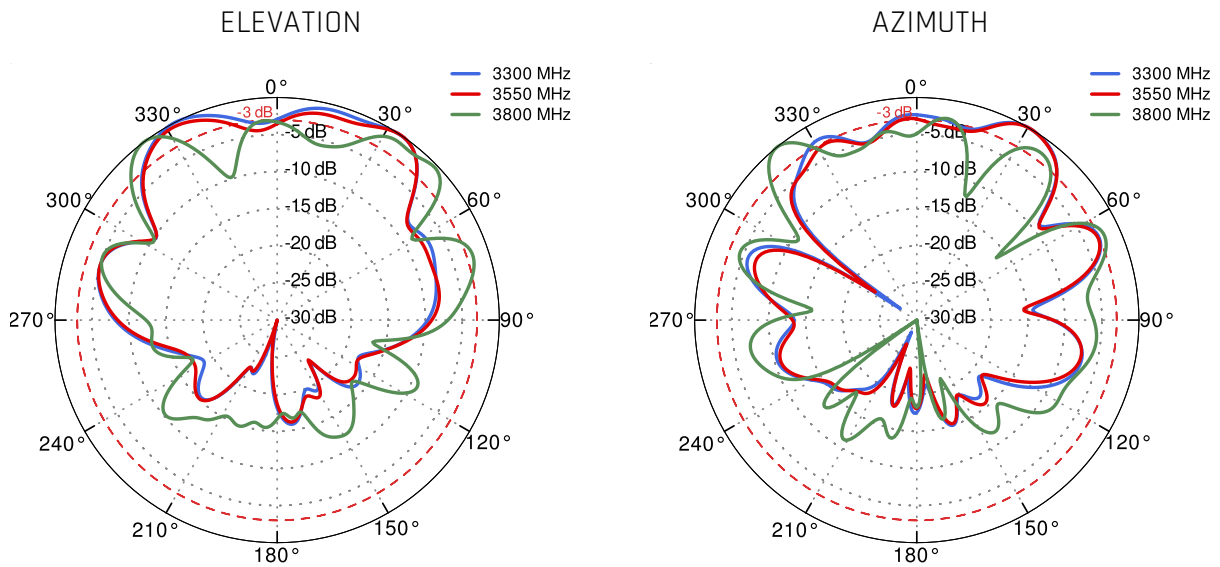 ELEVATION
3300 MHz
3550 MHz
3800 MHz
0°
330°
30°
-3 dB
-5 dB
-10 dB
300°
60°
-15 dB
-20 dB
-25 dB
270°
-30 dB
90°
240°
120°
210°
150°
180°
AZIMUTH
3300 MHz
3550 MHz
3800 MHz
0°
330°
30°
-3 dB
-5 dB
-10 dB
300°
60°
-15 dB
-20 dB
-25 dB
270°
-30 dB
90°
240°
120°
210°
150°
180°